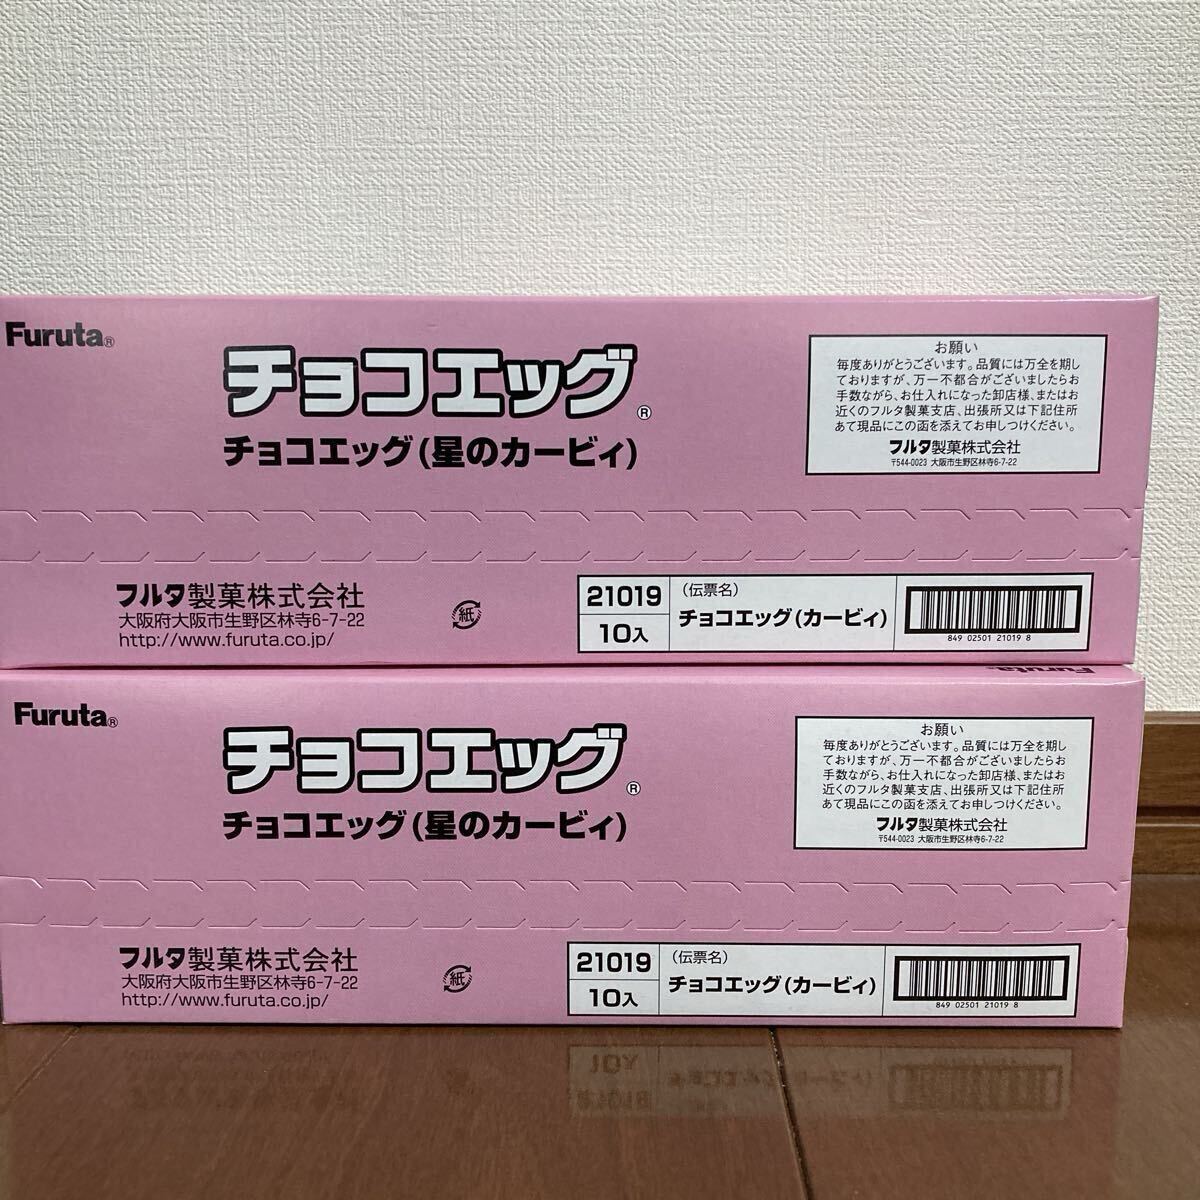 Furuta®
チョコエッグ®
チョコエッグ(星のカービィ)
お願い
毎度ありがとうございます。品質には万全を期し
ておりますが、万一不都合がございましたらお
手数ながら、お仕入れになった卸店様、またはお
近くのフルタ製菓支店、出張所又は下記住所
あて現品にこの函を添えてお申しつけください。
フルタ製菓株式会社
〒544-0023 大阪市生野区林寺6-7-22
フルタ製菓株式会社
大阪府大阪市生野区林寺6-7-22
http://www.furuta.co.jp/
紙
21019
10入
(伝票名)
チョコエッグ(カービィ)
849 02501 21019 8
Furuta®
Furuta®
チョコエッグ®
チョコエッグ(星のカービィ)
お願い
毎度ありがとうございます。品質には万全を期し
ておりますが、万一不都合がございましたらお
手数ながら、お仕入れになった卸店様、またはお
近くのフルタ製菓支店、出張所又は下記住所
あて現品にこの函を添えてお申しつけください。
フルタ製菓株式会社
〒544-0023 大阪市生野区林寺6-7-22
フルタ製菓株式会社
大阪府大阪市生野区林寺6-7-22
http://www.furuta.co.jp/
紙
21019
10入
(伝票名)
チョコエッグ(カービィ)
849 02501 21019 8